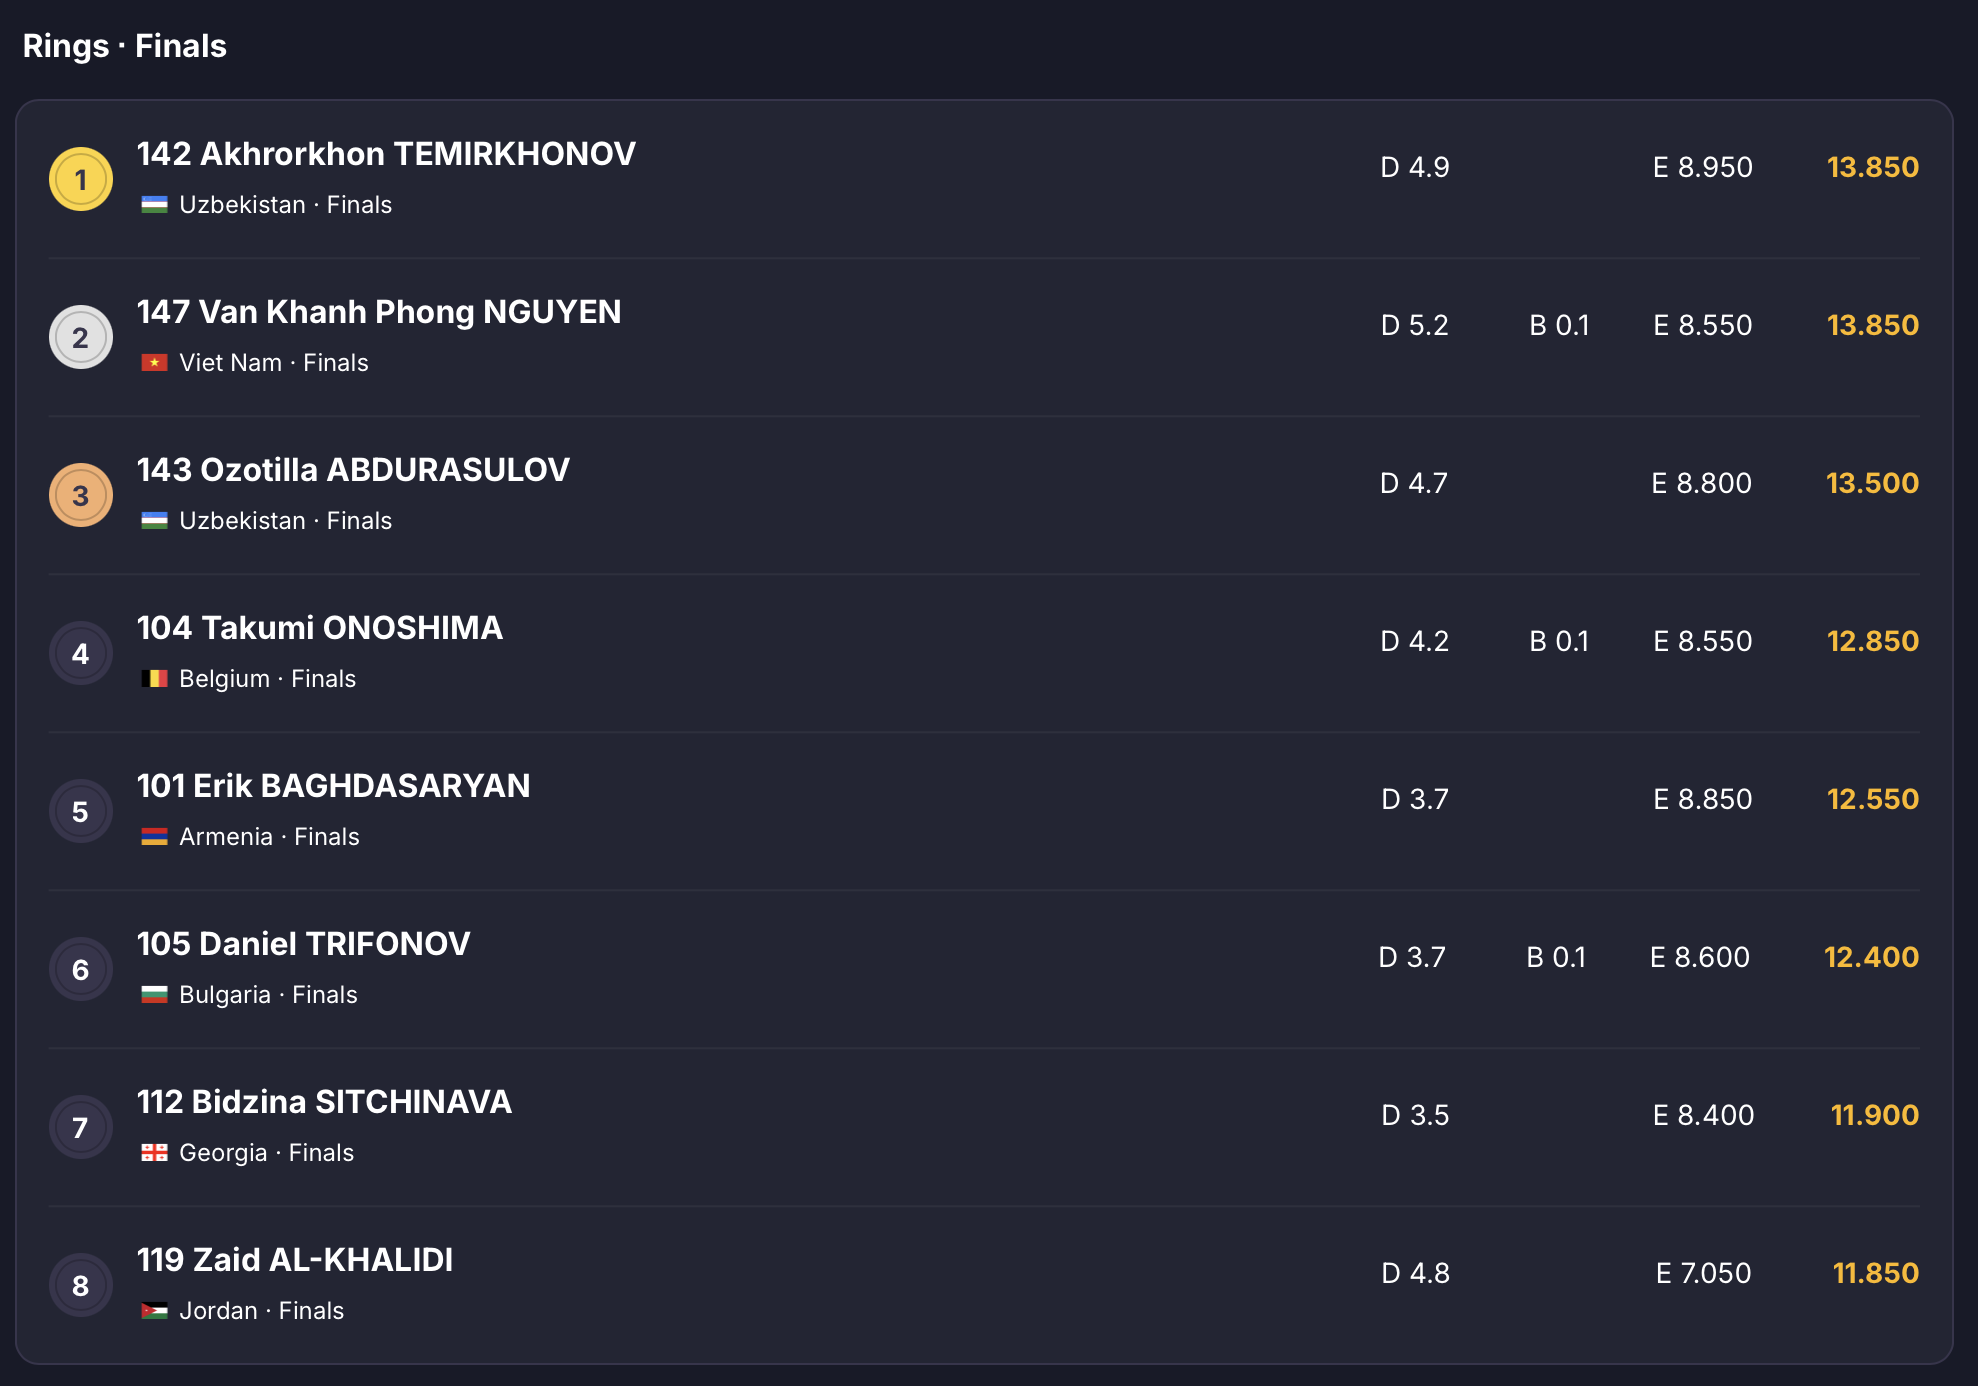 Rings · Finals
1 142 Akhrorkhon TEMIRKHONOV D 4.9 E 8.950 13.850
Uzbekistan · Finals
2 147 Van Khanh Phong NGUYEN D 5.2 B 0.1 E 8.550 13.850
Viet Nam · Finals
3 143 Ozotilla ABDURASULOV D 4.7 E 8.800 13.500
Uzbekistan · Finals
4 104 Takumi ONOSHIMA D 4.2 B 0.1 E 8.550 12.850
Belgium · Finals
5 101 Erik BAGHDASARYAN D 3.7 E 8.850 12.550
Armenia · Finals
6 105 Daniel TRIFONOV D 3.7 B 0.1 E 8.600 12.400
Bulgaria · Finals
7 112 Bidzina SITCHINAVA D 3.5 E 8.400 11.900
Georgia · Finals
8 119 Zaid AL-KHALIDI D 4.8 E 7.050 11.850
Jordan · Finals